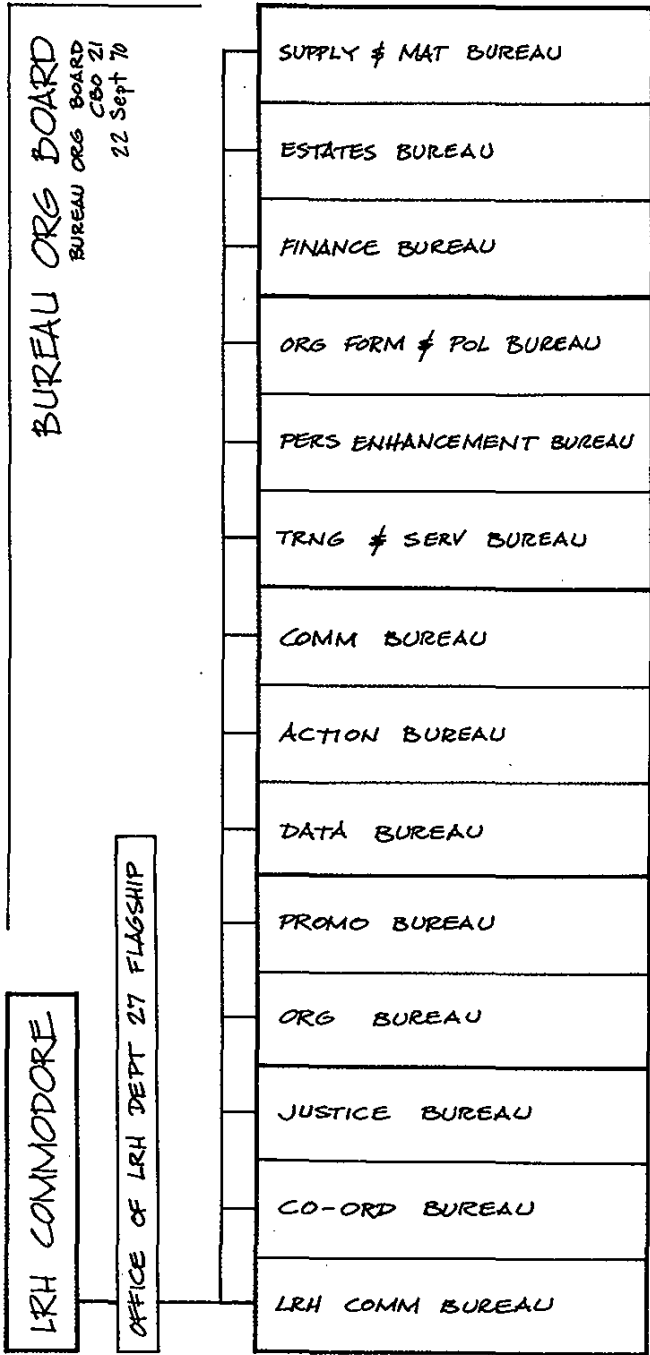 BUREAU ORG BOARD
BUREAU ORG BOARD
CBO 21
22 Sept 70
LRH COMMODORE
OFFICE OF LRH DEPT 27 FLAGSHIP
SUPPLY & MAT BUREAU
ESTATES BUREAU
FINANCE BUREAU
ORG FORM & POL BUREAU
PERS ENHANCEMENT BUREAU
TRNG & SERV BUREAU
COMM BUREAU
ACTION BUREAU
DATA BUREAU
PROMO BUREAU
ORG BUREAU
JUSTICE BUREAU
CO-ORD BUREAU
LRH COMM BUREAU